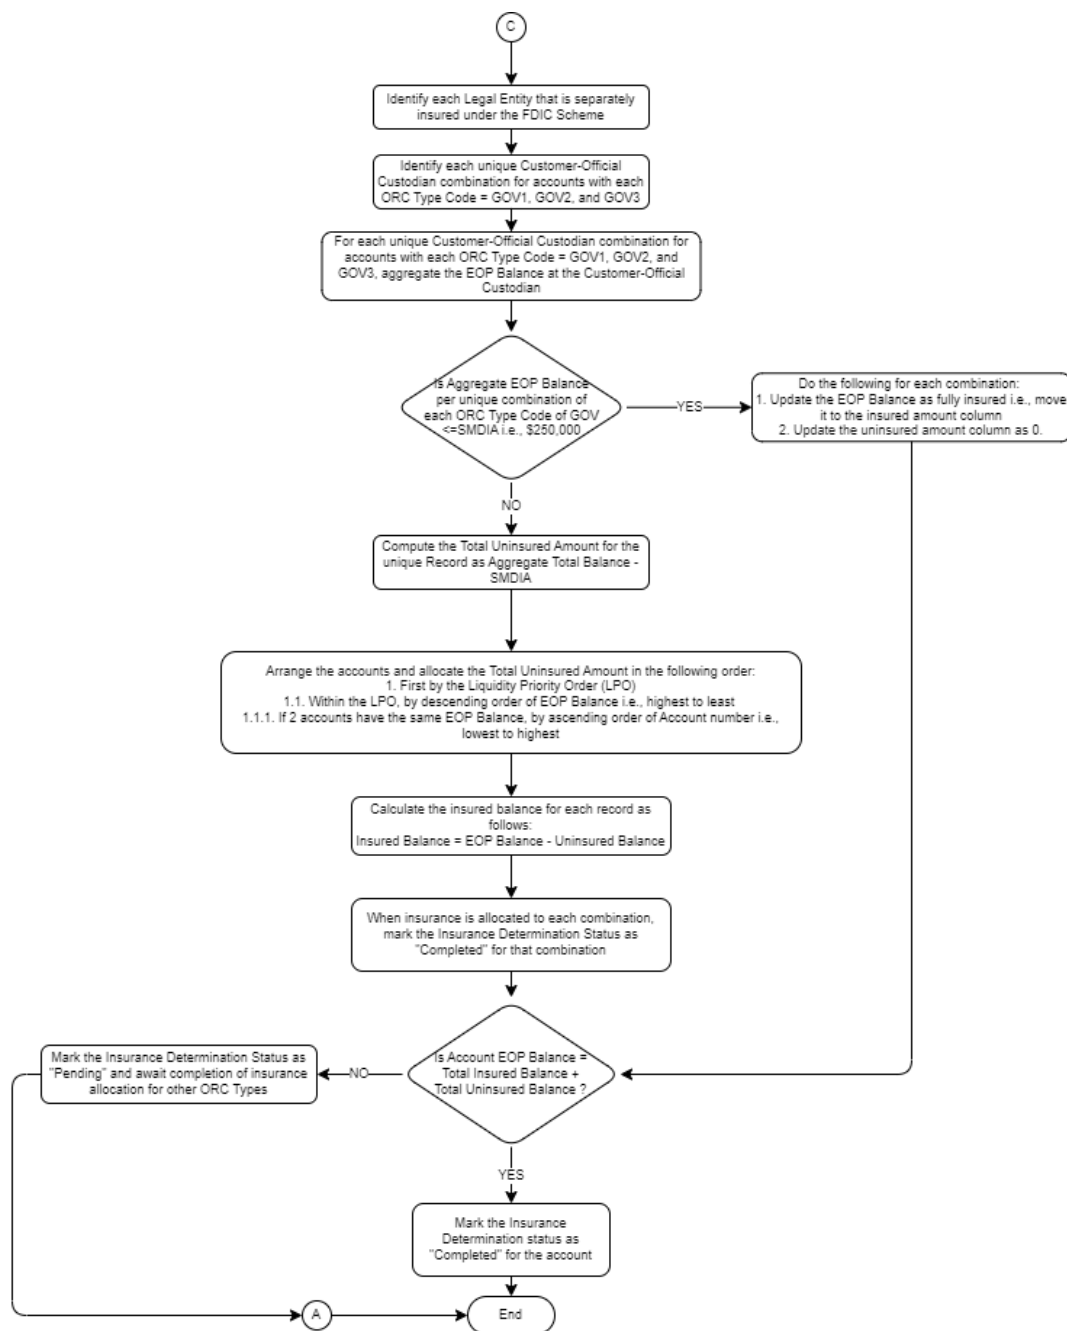 C
Identify each Legal Entity that is separately
insured under the FDIC Scheme
Identify each unique Customer-Official
Custodian combination for accounts with each
ORC Type Code = GOV1, GOV2, and GOV3
For each unique Customer-Official Custodian combination for
accounts with each ORC Type Code = GOV1, GOV2, and
GOV3, aggregate the EOP Balance at the Customer-Official
Custodian
Is Aggregate EOP Balance
per unique combination of
each ORC Type Code of GOV
<=SMDIA i.e., $250,000
YES
Do the following for each combination:
1. Update the EOP Balance as fully insured i.e., move
it to the insured amount column
2. Update the uninsured amount column as 0.
NO
Compute the Total Uninsured Amount for the
unique Record as Aggregate Total Balance -
SMDIA
Arrange the accounts and allocate the Total Uninsured Amount in the following order:
1. First by the Liquidity Priority Order (LPO)
1.1. Within the LPO, by descending order of EOP Balance i.e., highest to least
1.1.1. If 2 accounts have the same EOP Balance, by ascending order of Account number i.e.,
lowest to highest
Calculate the insured balance for each record as
follows:
Insured Balance = EOP Balance - Uninsured Balance
When insurance is allocated to each combination,
mark the Insurance Determination Status as
"Completed" for that combination
Is Account EOP Balance =
Total Insured Balance +
Total Uninsured Balance ?
NO
Mark the Insurance Determination Status as
"Pending" and await completion of insurance
allocation for other ORC Types
YES
Mark the Insurance
Determination status as
"Completed" for the account
A
End